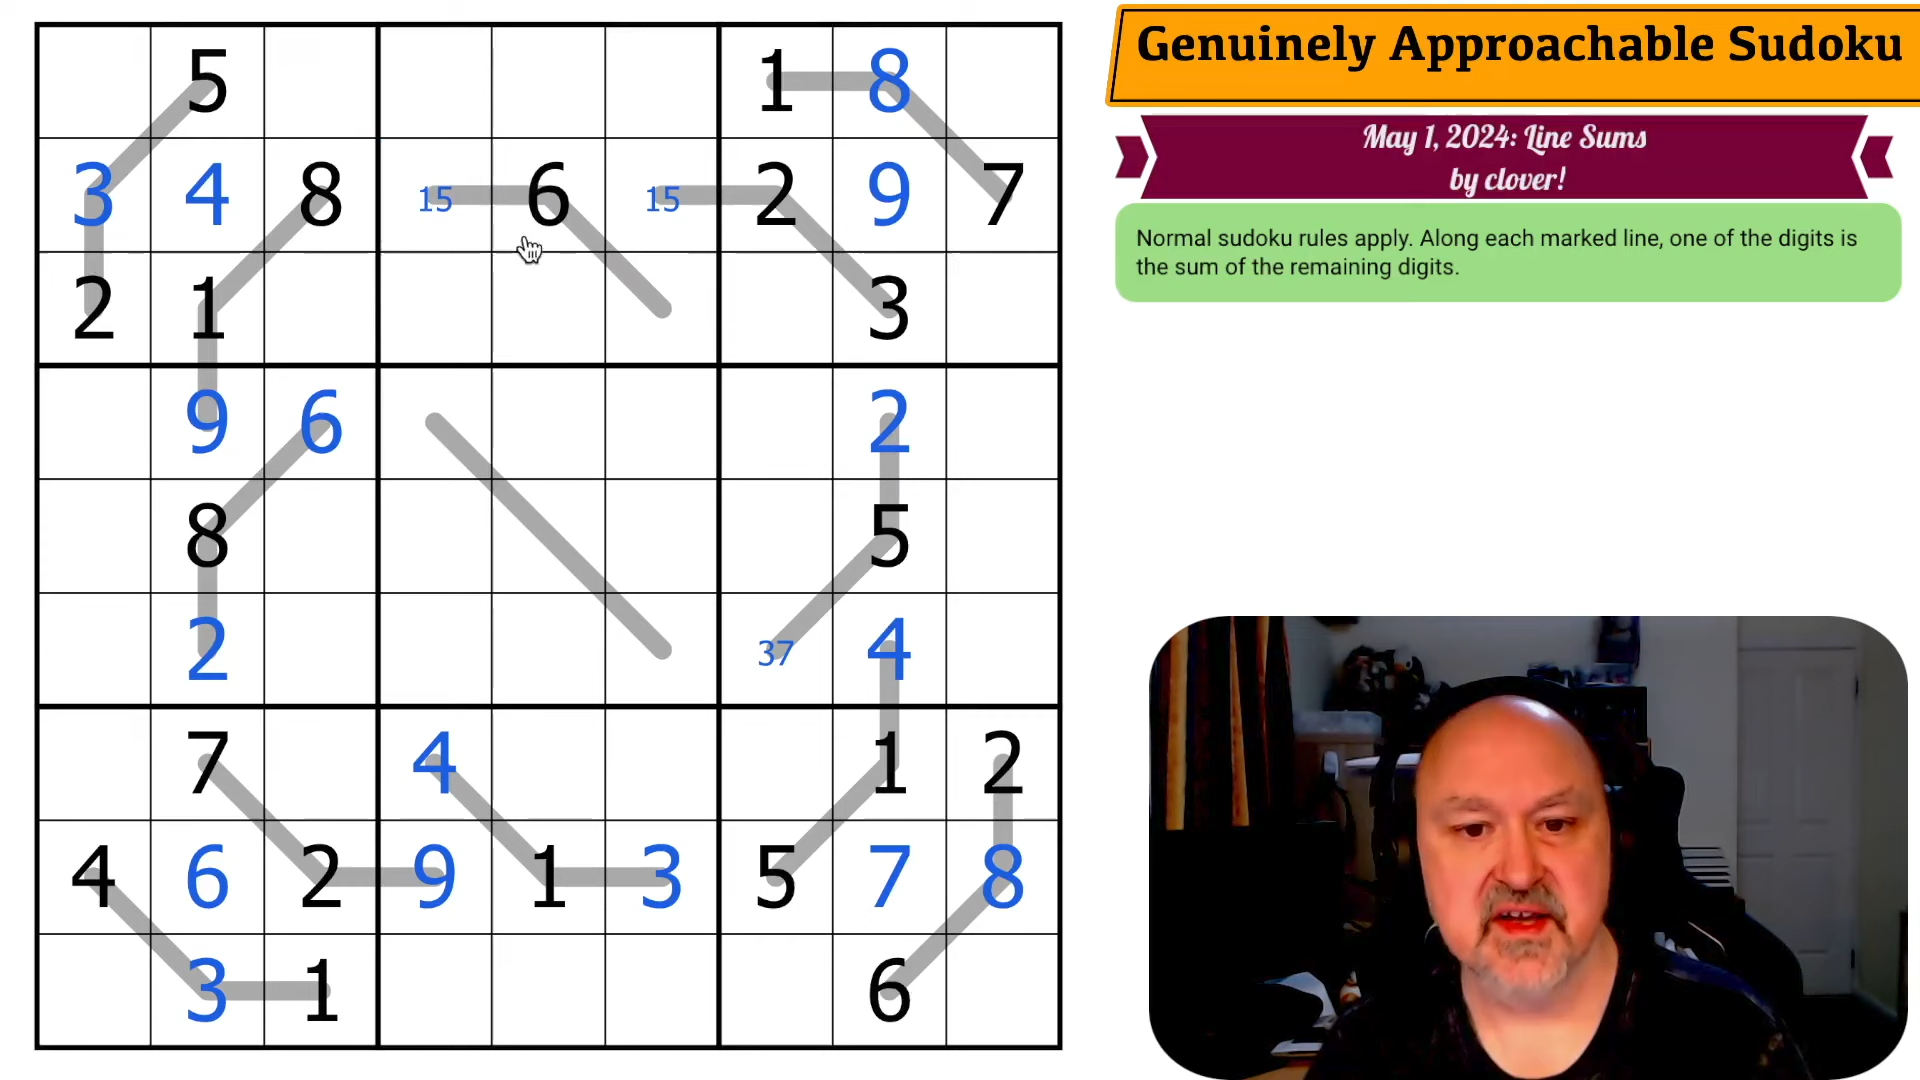 Genuinely Approachable Sudoku
May 1, 2024: Line Sums
by clover!
Normal sudoku rules apply. Along each marked line, one of the digits is
the sum of the remaining digits.
5 1 8
3 4 8 15 6 15 2 9 7
2 1 3
9 6 2
8 5
2 37 4
7 4 1 2
4 6 2 9 1 3 5 7 8
3 1 6